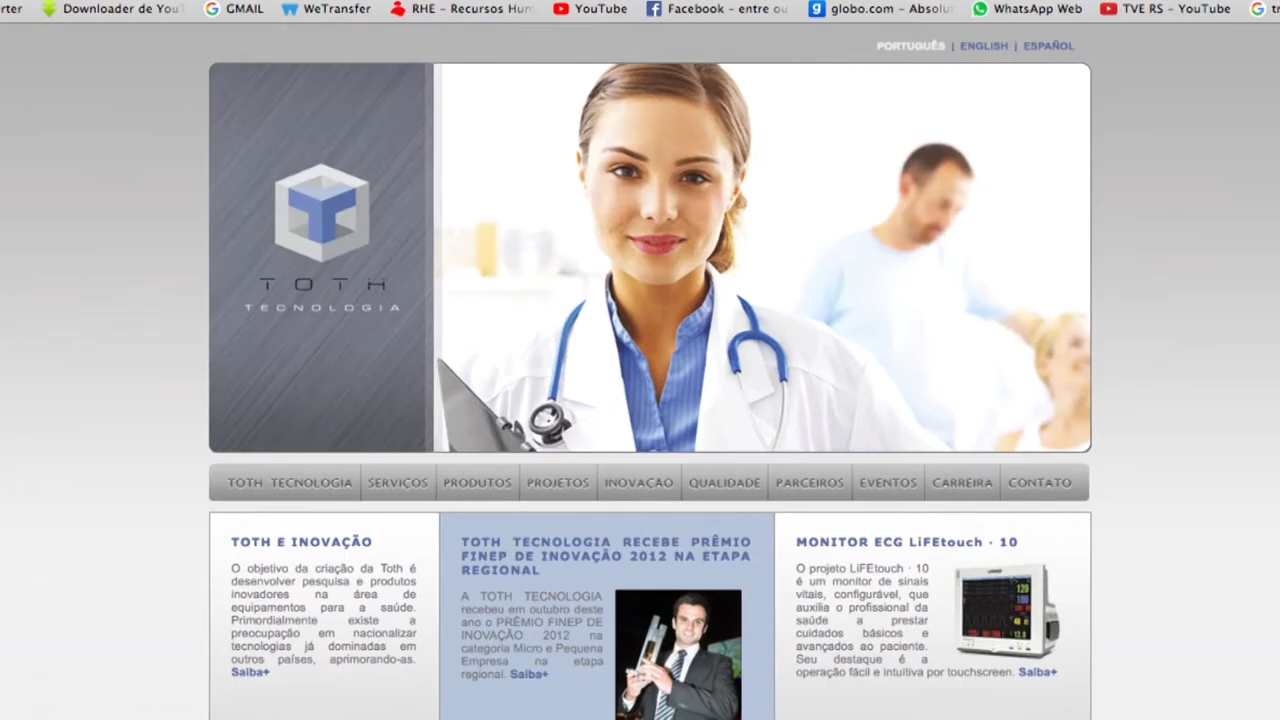 rter
Downloader de You
GMAIL
WeTransfer
RHE - Recursos Hum
YouTube
Facebook - entre ou
globo.com - Absolut
WhatsApp Web
TVE RS - YouTube
PORTUGUÊS | ENGLISH | ESPAÑOL
TOTH
TECNOLOGIA
TOTH TECNOLOGIA
SERVIÇOS
PRODUTOS
PROJETOS
INOVAÇÃO
QUALIDADE
PARCEIROS
EVENTOS
CARREIRA
CONTATO
TOTH E INOVAÇÃO
O objetivo da criação da Toth é
desenvolver pesquisa e produtos
inovadores na área de
equipamentos para a saúde.
Primordialmente existe a
preocupação em nacionalizar
tecnologias já dominadas em
outros países, aprimorando-as.
Saiba+
TOTH TECNOLOGIA RECEBE PRÊMIO
FINEP DE INOVAÇÃO 2012 NA ETAPA
REGIONAL
A TOTH TECNOLOGIA
recebeu em outubro deste
ano o PRÊMIO FINEP DE
INOVAÇÃO 2012 na
categoria Micro e Pequena
Empresa na etapa
regional. Saiba+
MONITOR ECG LiFEtouch · 10
O projeto LiFEtouch · 10
é um monitor de sinais
vitais, configurável, que
auxilia o profissional da
saúde a prestar
cuidados básicos e
avançados ao paciente.
Seu destaque é a
operação fácil e intuitiva por touchscreen. Saiba+